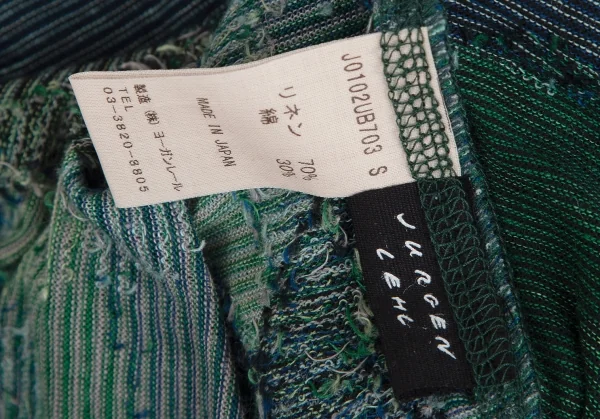 J0102UB703 S
リネン 70%
綿 30%
MADE IN JAPAN
製造 (株) ヨーガンレール
TEL
03-3820-8805
JURGEN
LEHL